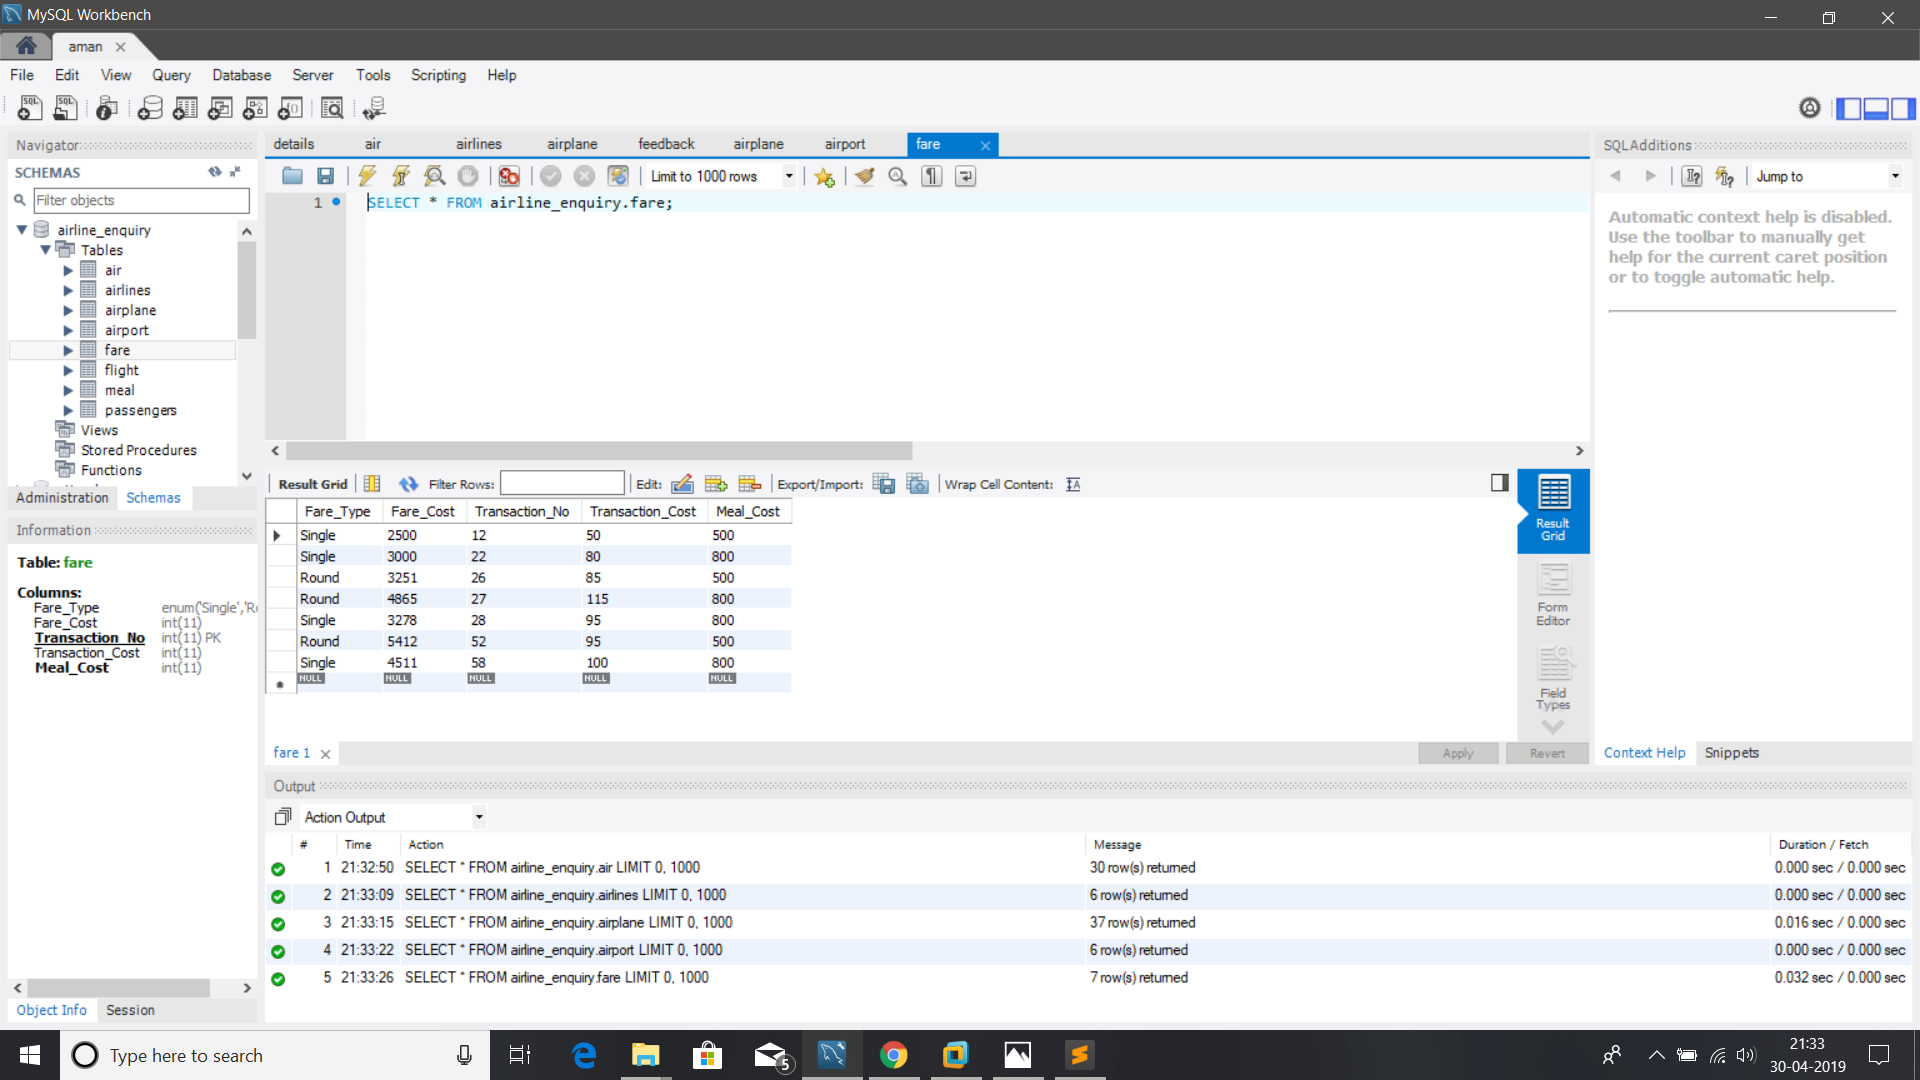 MySQL Workbench
aman
File Edit View Query Database Server Tools Scripting Help
Navigator
SCHEMAS
Filter objects
airline_enquiry
Tables
air
airlines
airplane
airport
fare
flight
meal
passengers
Views
Stored Procedures
Functions
Administration Schemas
Information
Table: fare
Columns:
Fare_Type enum('Single','R
Fare_Cost int(11)
Transaction_No int(11) PK
Transaction_Cost int(11)
Meal_Cost int(11)
Object Info Session
details air airlines airplane feedback airplane airport fare
Limit to 1000 rows
1 SELECT * FROM airline_enquiry.fare;
Result Grid Filter Rows: Edit: Export/Import: Wrap Cell Content:
Fare_Type Fare_Cost Transaction_No Transaction_Cost Meal_Cost
Single 2500 12 50 500
Single 3000 22 80 800
Round 3251 26 85 500
Round 4865 27 115 800
Single 3278 28 95 800
Round 5412 52 95 500
Single 4511 58 100 800
NULL NULL NULL NULL NULL
Result
Grid
Form
Editor
Field
Types
fare 1
Apply Revert
SQLAdditions
Jump to
Automatic context help is disabled.
Use the toolbar to manually get
help for the current caret position
or to toggle automatic help.
Context Help Snippets
Output
Action Output
# Time Action Message Duration / Fetch
1 21:32:50 SELECT * FROM airline_enquiry.air LIMIT 0, 1000 30 row(s) returned 0.000 sec / 0.000 sec
2 21:33:09 SELECT * FROM airline_enquiry.airlines LIMIT 0, 1000 6 row(s) returned 0.000 sec / 0.000 sec
3 21:33:15 SELECT * FROM airline_enquiry.airplane LIMIT 0, 1000 37 row(s) returned 0.016 sec / 0.000 sec
4 21:33:22 SELECT * FROM airline_enquiry.airport LIMIT 0, 1000 6 row(s) returned 0.000 sec / 0.000 sec
5 21:33:26 SELECT * FROM airline_enquiry.fare LIMIT 0, 1000 7 row(s) returned 0.032 sec / 0.000 sec
Type here to search
5
21:33
30-04-2019